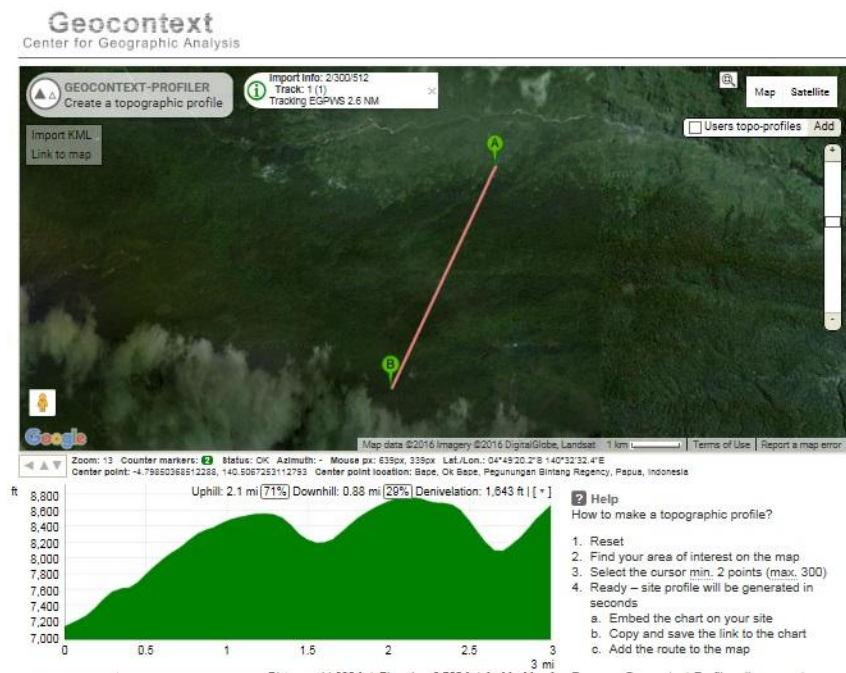 Geocontext
Center for Geographic Analysis
GEOCONTEXT-PROFILER
Create a topographic profile
Import Info: 2/300/512
Track: 1 (1)
Tracking EGPWS 2.6 NM
×
Map Satellite
Users topo-profiles Add
Import KML
Link to map
+
-
A
B
Google
Map data ©2016 Imagery ©2016 DigitalGlobe, Landsat 1 km Terms of Use Report a map error
Zoom: 13 Counter markers: 2 Status: OK Azimuth: - Mouse px: 639px, 339px Lat./Lon.: 04°49'20.2"S 140°32'32.4"E
Center point: -4.79850368512288, 140.5067253112793 Center point location: Bape, Ok Bape, Pegunungan Bintang Regency, Papua, Indonesia
ft
Uphill: 2.1 mi 71% Downhill: 0.88 mi 29% Denivelation: 1,643 ft | [ ▾ ]
8,800
8,600
8,400
8,200
8,000
7,800
7,600
7,400
7,200
7,000
0 0.5 1 1.5 2 2.5 3
3 mi
? Help
How to make a topographic profile?
1. Reset
2. Find your area of interest on the map
3. Select the cursor min. 2 points (max. 300)
4. Ready – site profile will be generated in
seconds
a. Embed the chart on your site
b. Copy and save the link to the chart
c. Add the route to the map